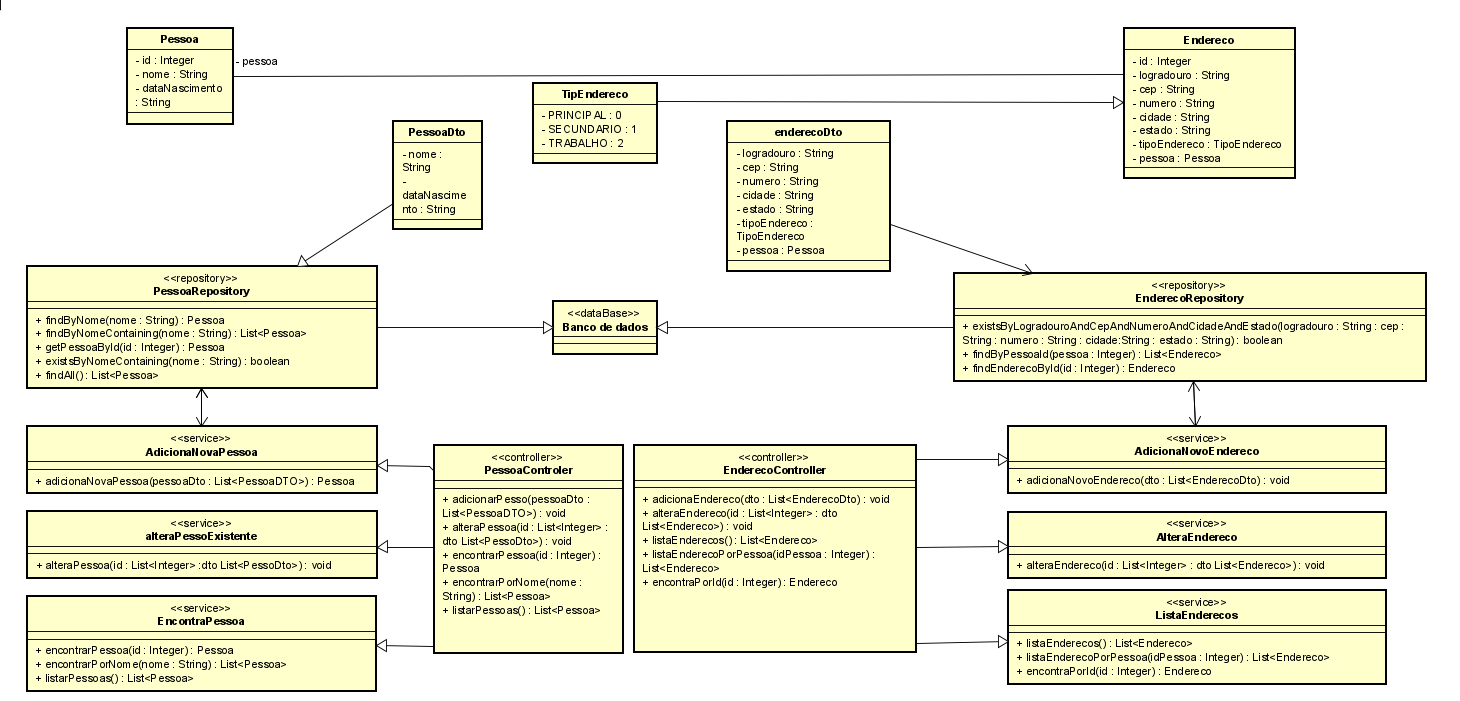 Pessoa
- id : Integer
- nome : String
- dataNascimento
: String
- pessoa
Endereco
- id : Integer
- logradouro : String
- cep : String
- numero : String
- cidade : String
- estado : String
- tipoEndereco : TipoEndereco
- pessoa : Pessoa
TipEndereco
- PRINCIPAL : 0
- SECUNDARIO : 1
- TRABALHO : 2
PessoaDto
- nome :
String
-
dataNascime
nto : String
enderecoDto
- logradouro : String
- cep : String
- numero : String
- cidade : String
- estado : String
- tipoEndereco :
TipoEndereco
- pessoa : Pessoa
<<repository>>
PessoaRepository
+ findByNome(nome : String) : Pessoa
+ findByNomeContaining(nome : String) : List<Pessoa>
+ getPessoaById(id : Integer) : Pessoa
+ existsByNomeContaining(nome : String) : boolean
+ findAll() : List<Pessoa>
<<dataBase>>
Banco de dados
<<repository>>
EnderecoRepository
+ existsByLogradouroAndCepAndNumeroAndCidadeAndEstado(logradouro : String : cep :
String : numero : String : cidade:String : estado : String) : boolean
+ findByPessoaId(pessoa : Integer) : List<Endereco>
+ findEnderecoById(id : Integer) : Endereco
<<service>>
AdicionaNovaPessoa
+ adicionaNovaPessoa(pessoaDto : List<PessoaDTO>) : Pessoa
<<service>>
alteraPessoExistente
+ alteraPessoa(id : List<Integer> :dto List<PessoDto>) : void
<<service>>
EncontraPessoa
+ encontrarPessoa(id : Integer) : Pessoa
+ encontrarPorNome(nome : String) : List<Pessoa>
+ listarPessoas() : List<Pessoa>
<<controller>>
PessoaControler
+ adicionarPesso(pessoaDto :
List<PessoaDTO>) : void
+ alteraPessoa(id : List<Integer> :
dto List<PessoDto>) : void
+ encontrarPessoa(id : Integer) :
Pessoa
+ encontrarPorNome(nome :
String) : List<Pessoa>
+ listarPessoas() : List<Pessoa>
<<controller>>
EnderecoController
+ adicionaEndereco(dto : List<EnderecoDto) : void
+ alteraEndereco(id : List<Integer> : dto
List<Endereco>) : void
+ listaEnderecos() : List<Endereco>
+ listaEnderecoPorPessoa(idPessoa : Integer) :
List<Endereco>
+ encontraPorId(id : Integer) : Endereco
<<service>>
AdicionaNovoEndereco
+ adicionaNovoEndereco(dto : List<EnderecoDto) : void
<<service>>
AlteraEndereco
+ alteraEndereco(id : List<Integer> : dto List<Endereco>) : void
<<service>>
ListaEnderecos
+ listaEnderecos() : List<Endereco>
+ listaEnderecoPorPessoa(idPessoa : Integer) : List<Endereco>
+ encontraPorId(id : Integer) : Endereco